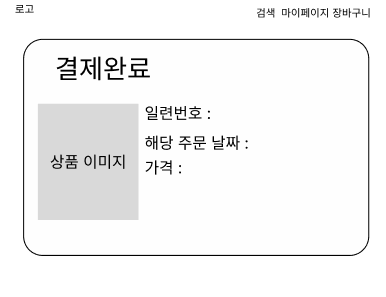 로고
검색 마이페이지 장바구니
결제완료
상품 이미지
일련번호 :
해당 주문 날짜 :
가격 :